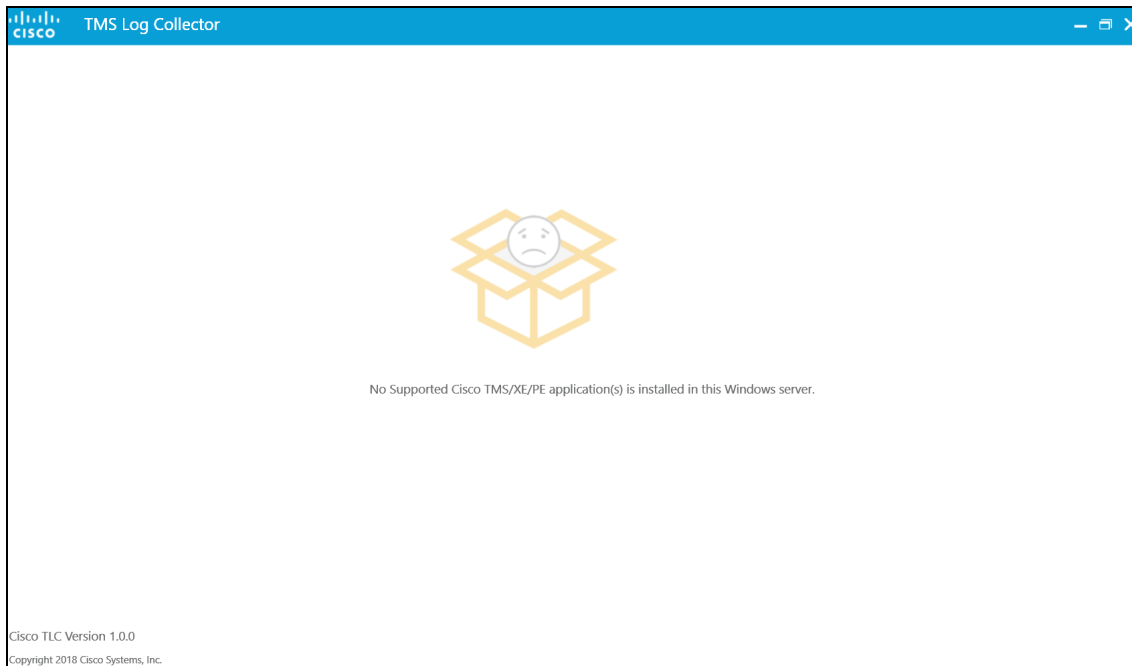 CISCO
TMS Log Collector
No Supported Cisco TMS/XE/PE application(s) is installed in this Windows server.
Cisco TLC Version 1.0.0
Copyright 2018 Cisco Systems, Inc.